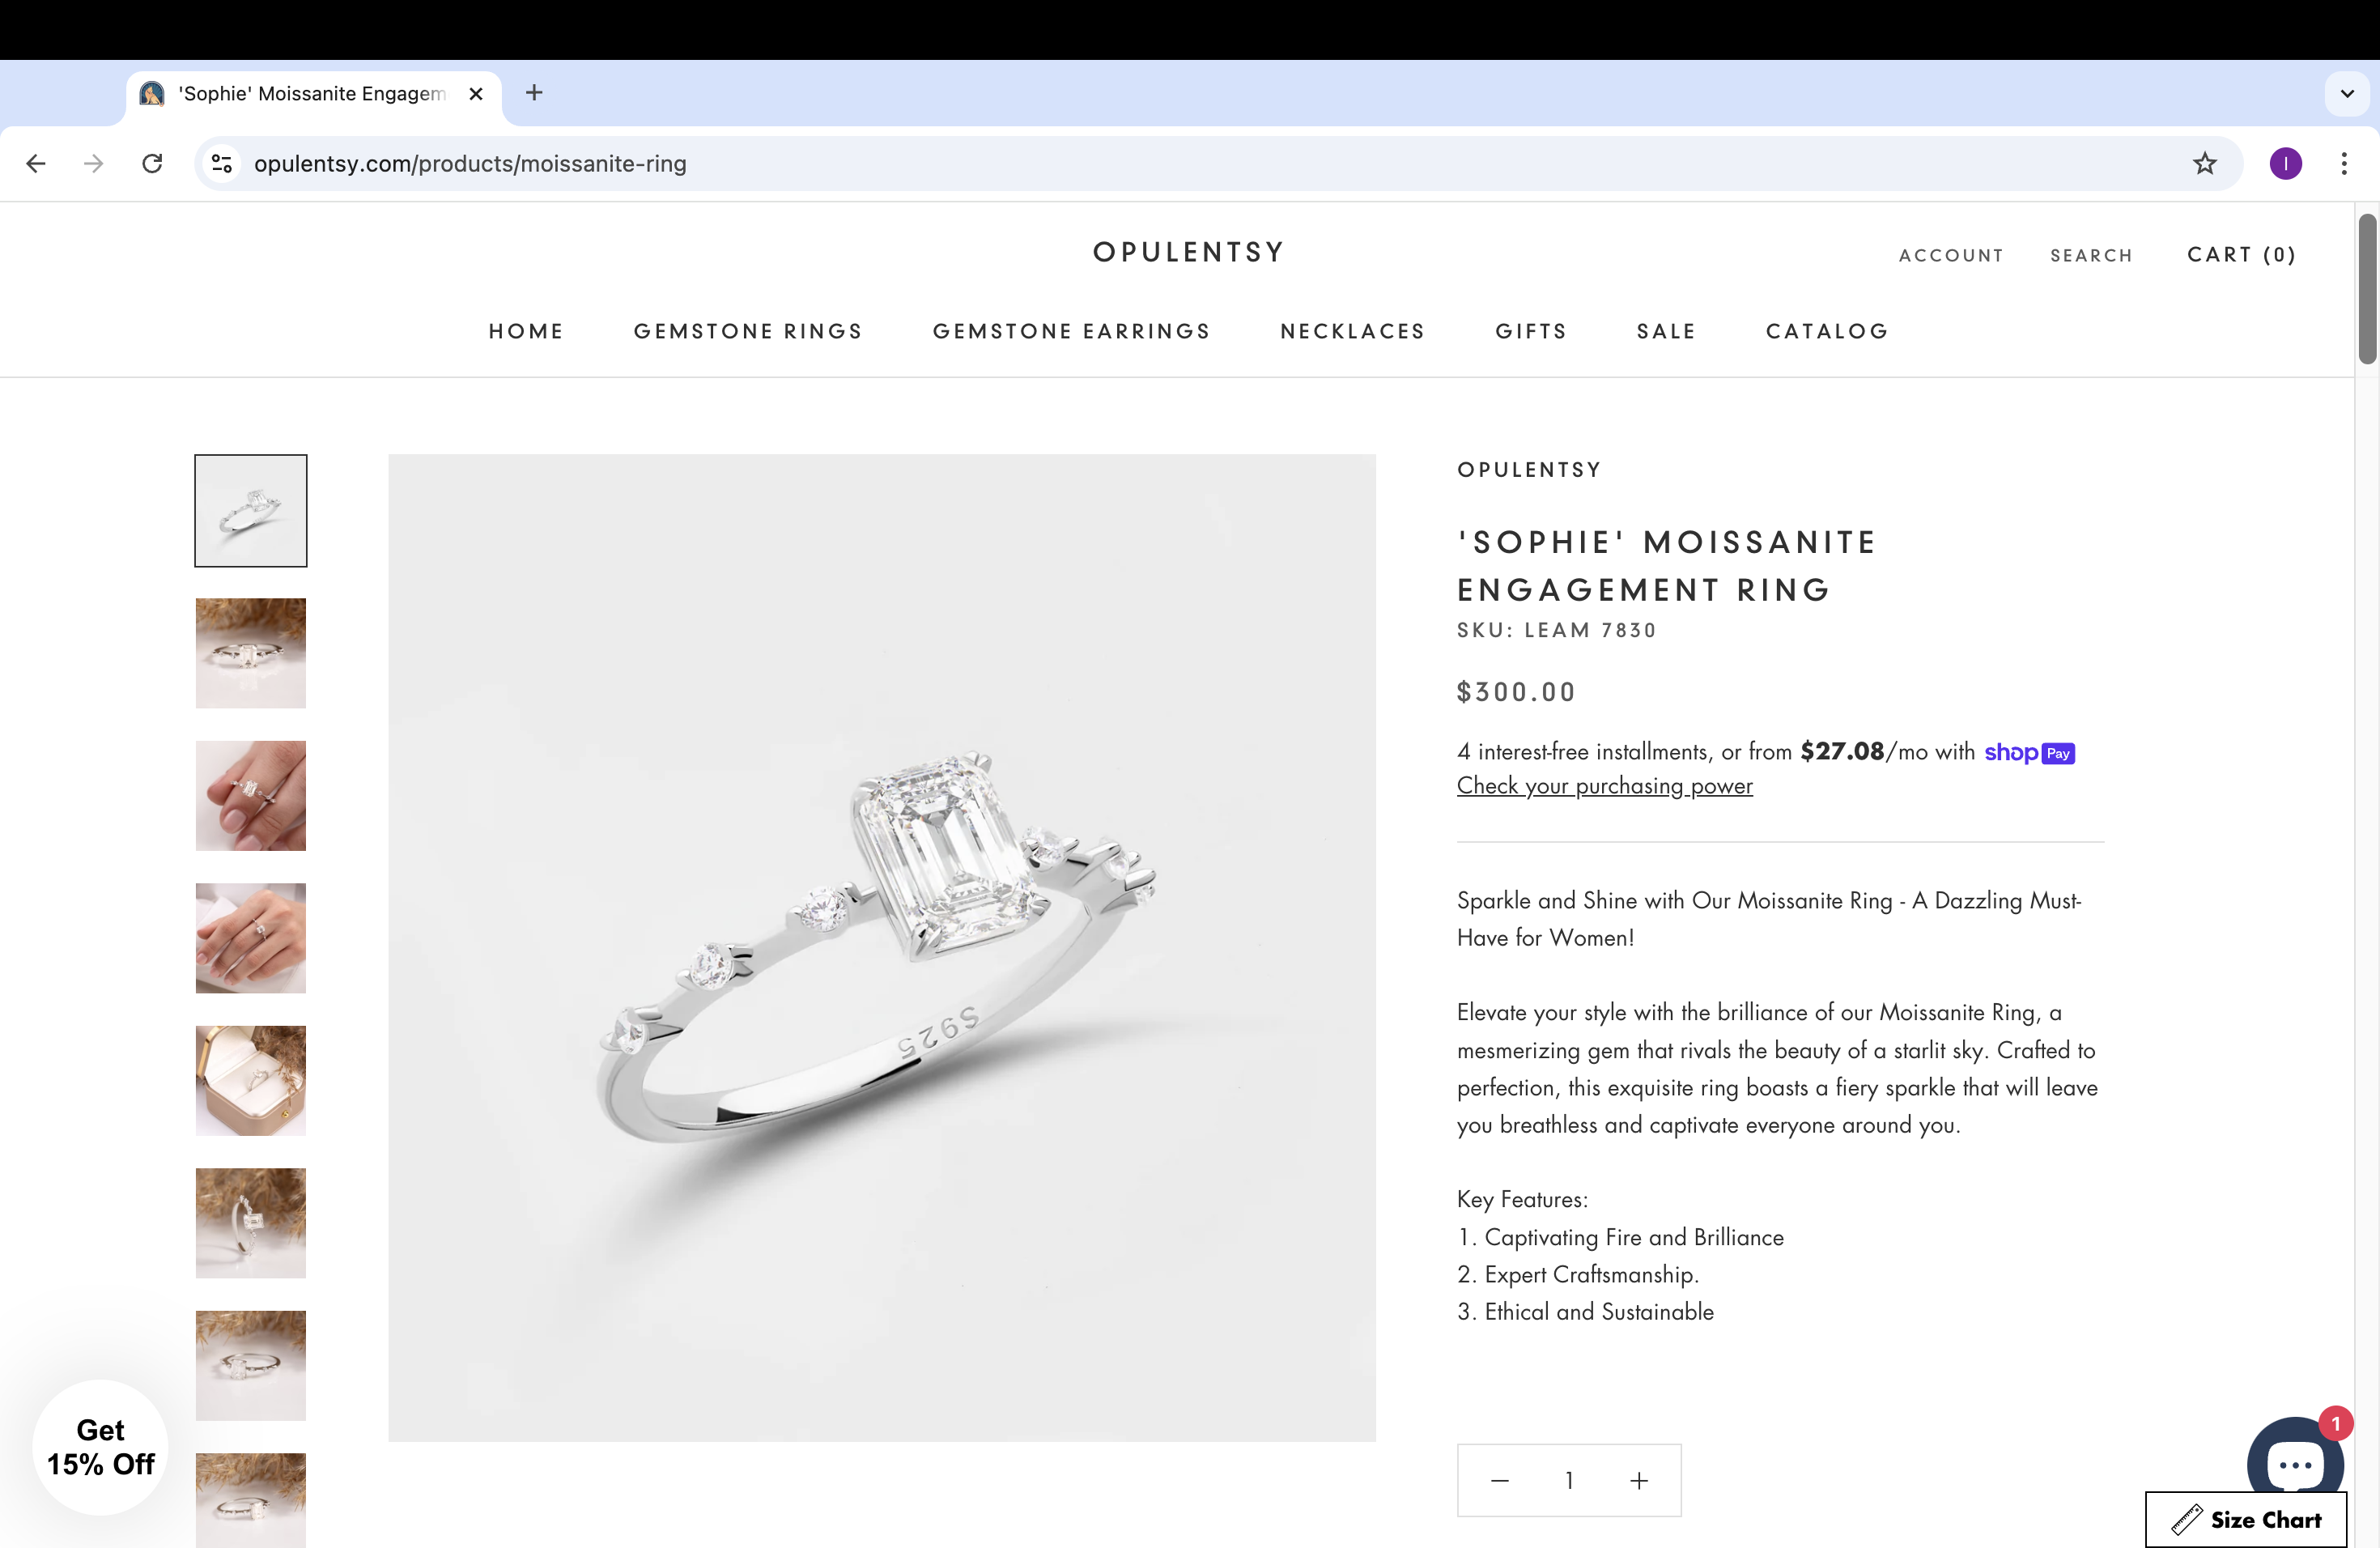 'Sophie' Moissanite Engagem
opulentsy.com/products/moissanite-ring
OPULENTSY
ACCOUNT SEARCH CART (0)
HOME GEMSTONE RINGS GEMSTONE EARRINGS NECKLACES GIFTS SALE CATALOG
S925
OPULENTSY
'SOPHIE' MOISSANITE
ENGAGEMENT RING
SKU: LEAM 7830
$300.00
4 interest-free installments, or from $27.08/mo with shop Pay
Check your purchasing power
Sparkle and Shine with Our Moissanite Ring - A Dazzling Must-
Have for Women!
Elevate your style with the brilliance of our Moissanite Ring, a
mesmerizing gem that rivals the beauty of a starlit sky. Crafted to
perfection, this exquisite ring boasts a fiery sparkle that will leave
you breathless and captivate everyone around you.
Key Features:
1. Captivating Fire and Brilliance
2. Expert Craftsmanship.
3. Ethical and Sustainable
1
Get
15% Off
1
Size Chart
I